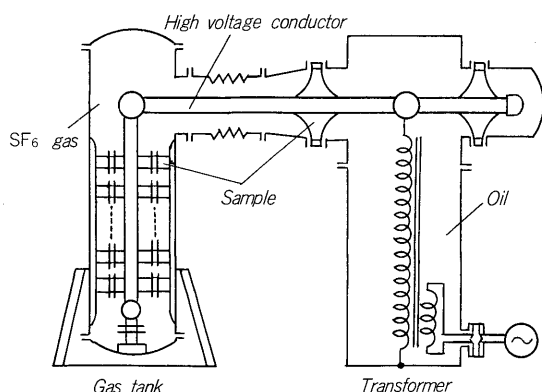 High voltage conductor
SF6 gas
Sample
Oil
Gas tank
Transformer